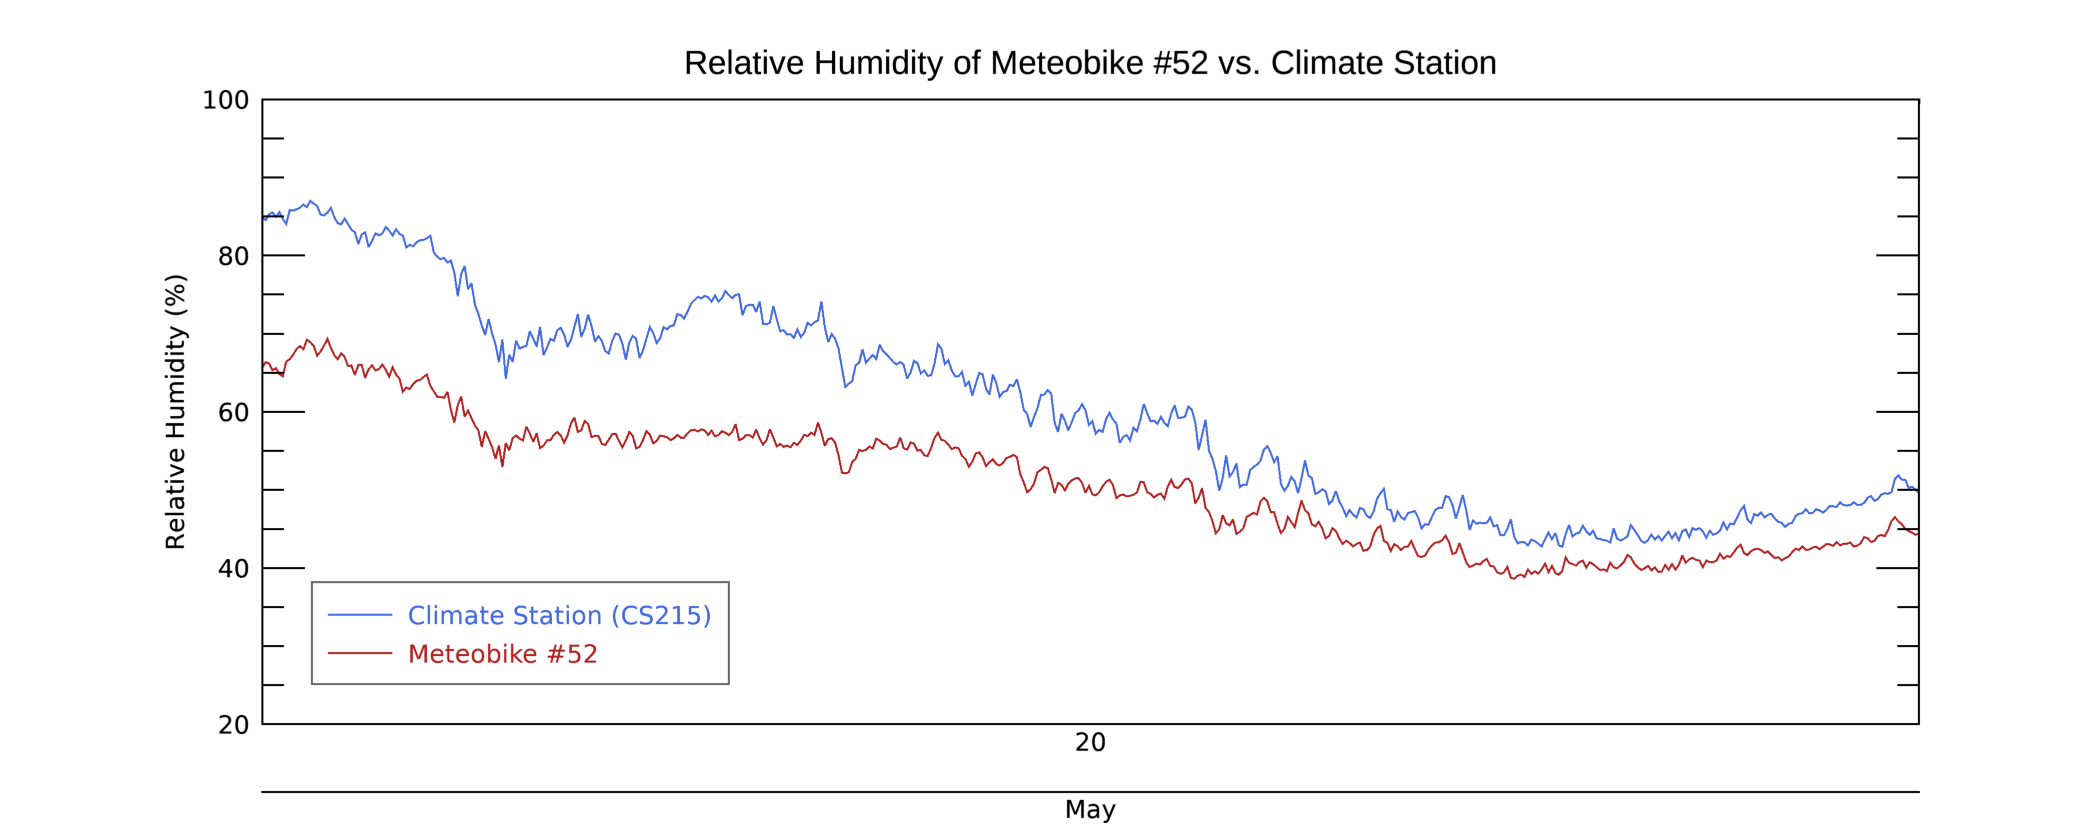 Relative Humidity of Meteobike #52 vs. Climate Station
100
80
60
40
20
Relative Humidity (%)
Climate Station (CS215)
Meteobike #52
20
May